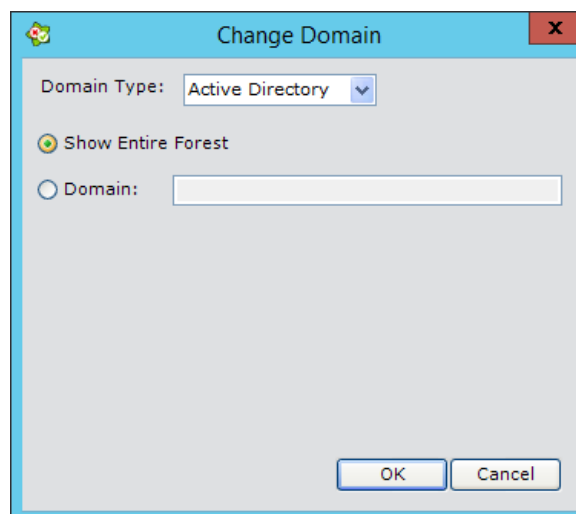 Change Domain
Domain Type: Active Directory
Show Entire Forest
Domain:
OK Cancel